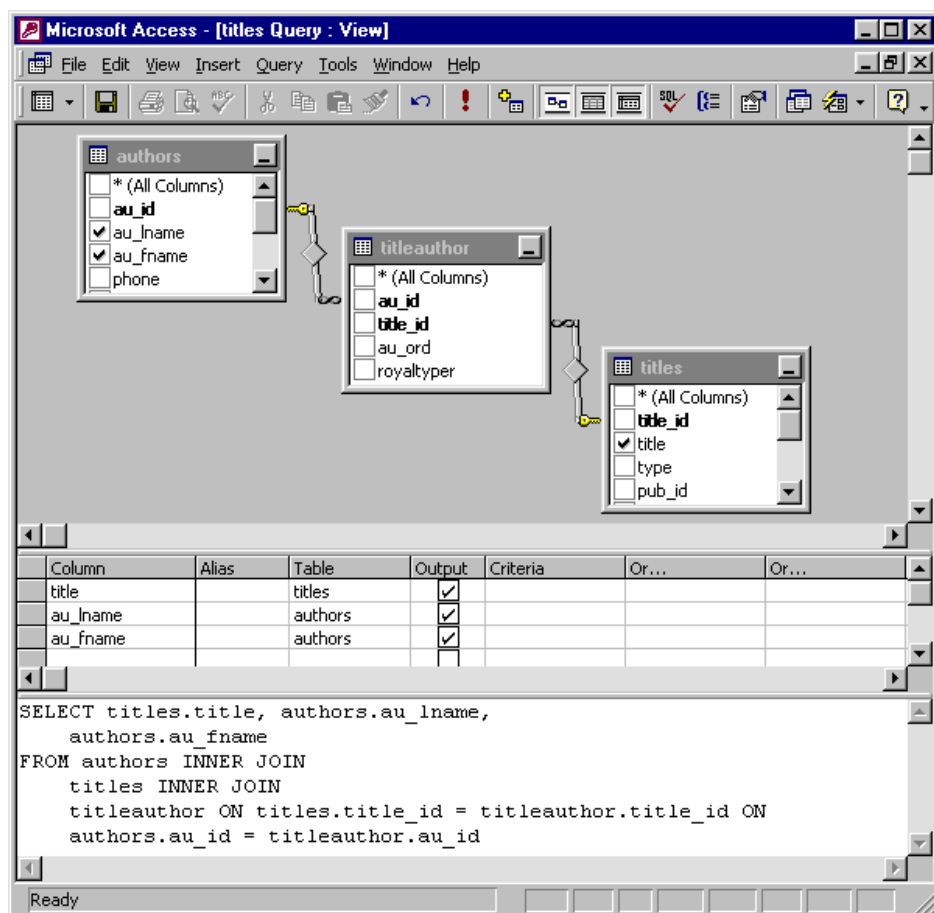 Microsoft Access - [titles Query : View]
File Edit View Insert Query Tools Window Help
ABC
SQL
authors
* (All Columns)
au_id
au_lname
au_fname
phone
titleauthor
* (All Columns)
au_id
title_id
au_ord
royaltyper
titles
* (All Columns)
title_id
title
type
pub_id
Column Alias Table Output Criteria Or... Or...
title titles
au_lname authors
au_fname authors
SELECT titles.title, authors.au_lname,
authors.au_fname
FROM authors INNER JOIN
titles INNER JOIN
titleauthor ON titles.title_id = titleauthor.title_id ON
authors.au_id = titleauthor.au_id
Ready